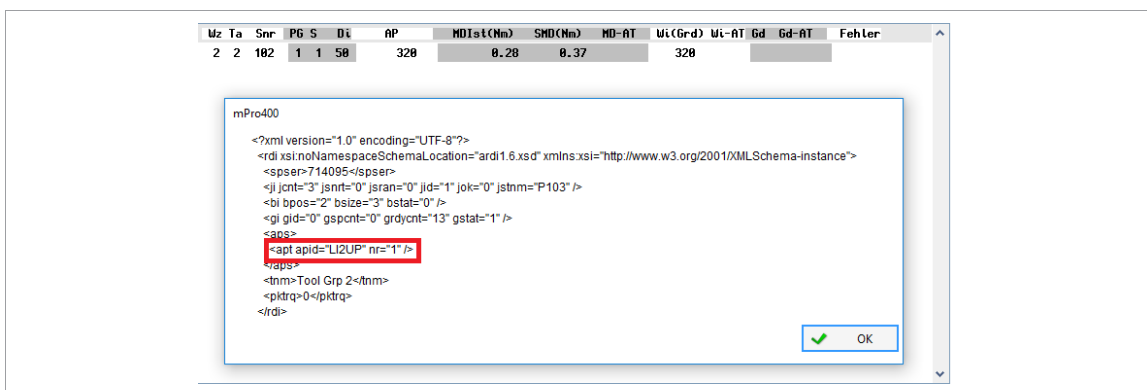 Wz Ta Snr PG S Di AP MDIst(Nm) SMD(Nm) MD-AT Wi(Grd) Wi-AT Gd Gd-AT Fehler
2 2 102 1 1 50 320 0.28 0.37 320
mPro400
<?xml version="1.0" encoding="UTF-8"?>
<rdi xsi:noNamespaceSchemaLocation="ardi1.6.xsd" xmlns:xsi="http://www.w3.org/2001/XMLSchema-instance">
<spser>714095</spser>
<ji jcnt="3" jsnrt="0" jsran="0" jid="1" jok="0" jstnm="P103" />
<bi bpos="2" bsize="3" bstat="0" />
<gi gid="0" gspcnt="0" grdycnt="13" gstat="1" />
<aps>
<apt apid="LI2UP" nr="1" />
</aps>
<tnm>Tool Grp 2</tnm>
<pktrq>0</pktrq>
</rdi>
OK